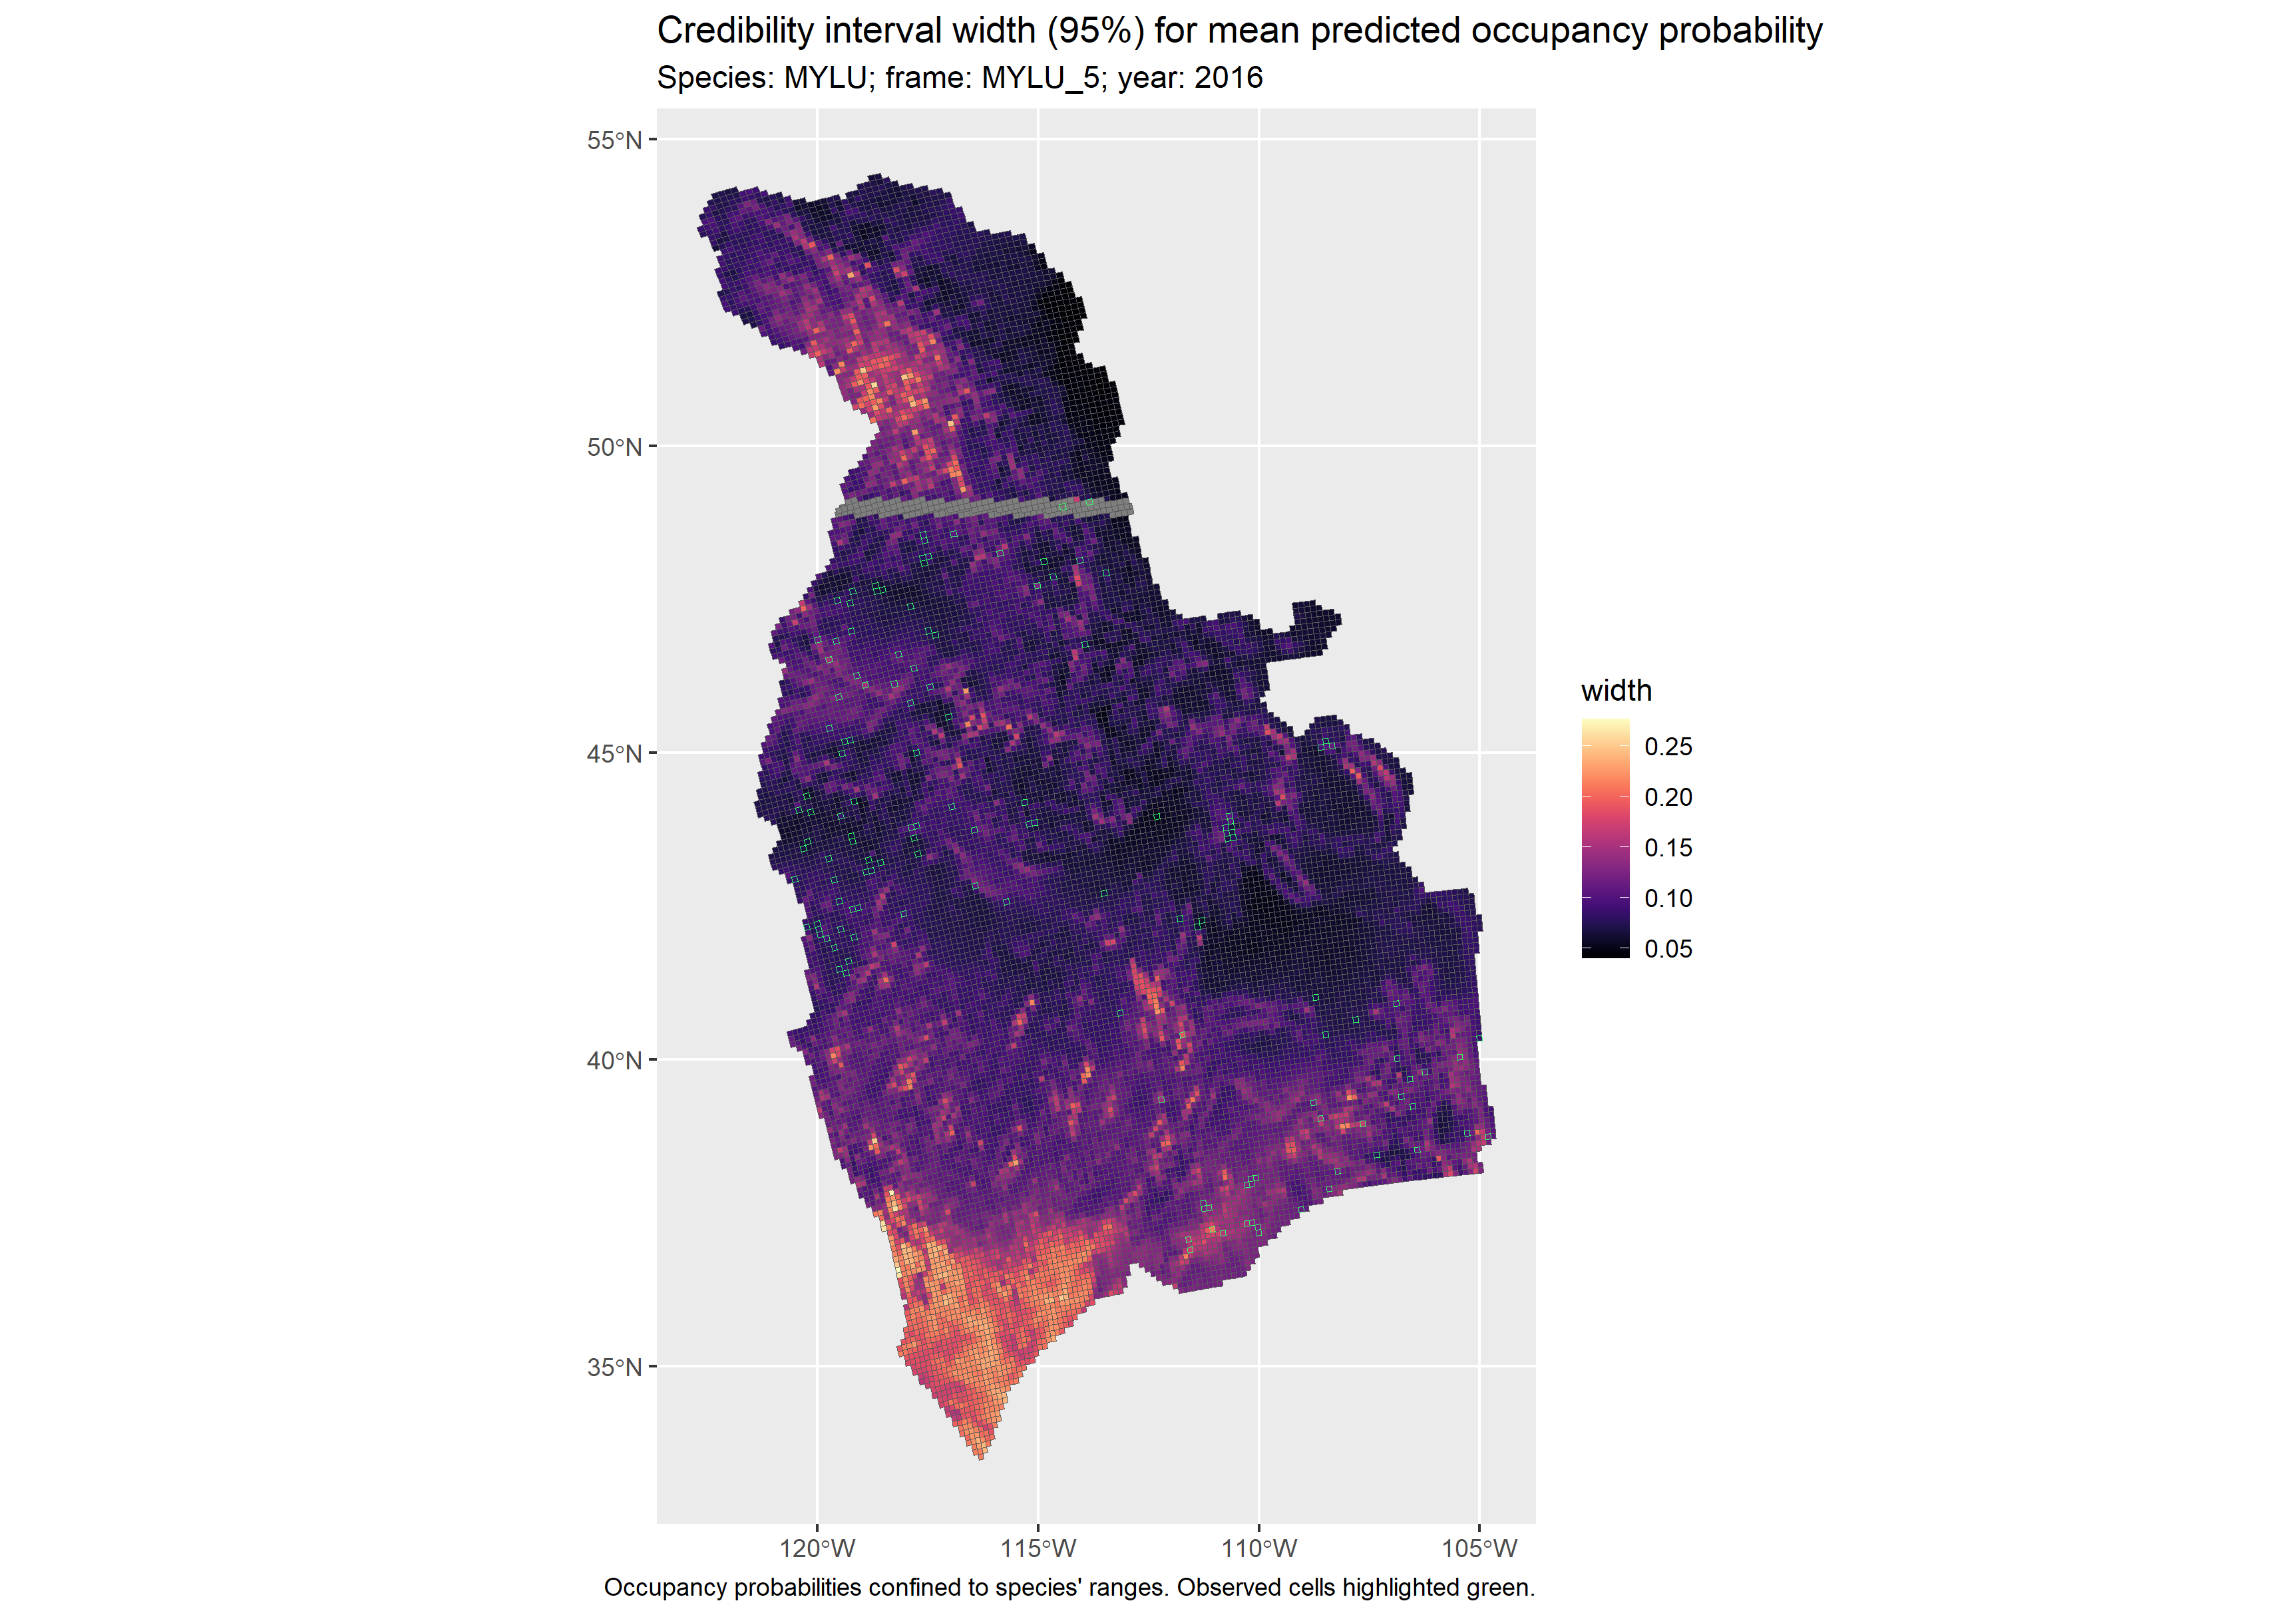 Credibility interval width (95%) for mean predicted occupancy probability
Species: MYLU; frame: MYLU_5; year: 2016
55°N
50°N
45°N
40°N
35°N
120°W
115°W
110°W
105°W
width
0.25
0.20
0.15
0.10
0.05
Occupancy probabilities confined to species' ranges. Observed cells highlighted green.